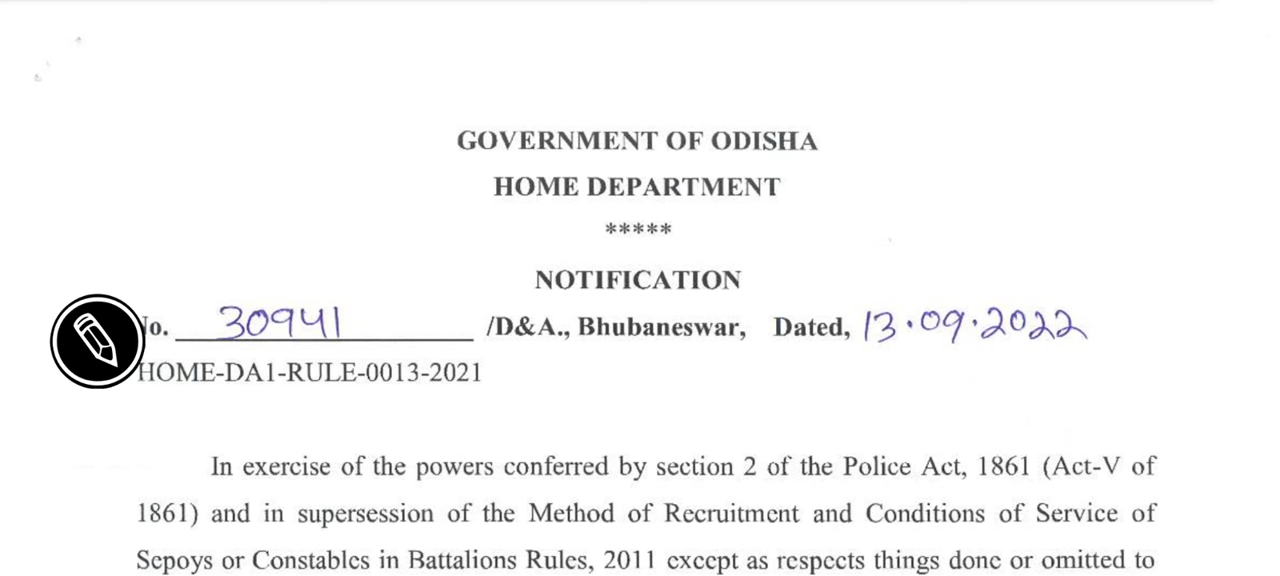 GOVERNMENT OF ODISHA
HOME DEPARTMENT
*****
NOTIFICATION
No. 30941 /D&A., Bhubaneswar, Dated, 13.09.2022
HOME-DA1-RULE-0013-2021
In exercise of the powers conferred by section 2 of the Police Act, 1861 (Act-V of
1861) and in supersession of the Method of Recruitment and Conditions of Service of
Sepoys or Constables in Battalions Rules, 2011 except as respects things done or omitted to